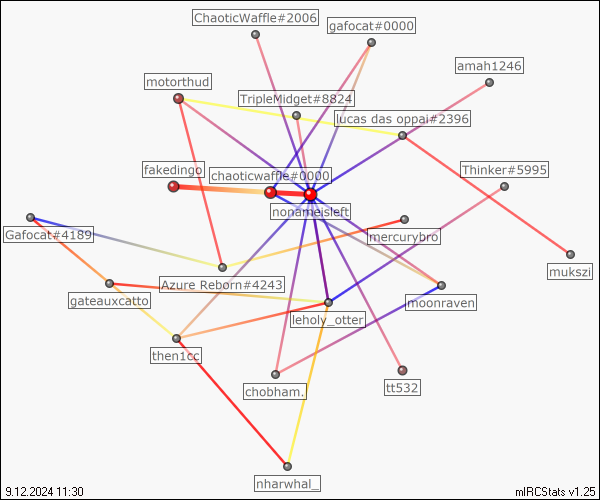 ChaoticWaffle#2006
gafocat#0000
amah1246
motorthud
TripleMidget#8824
lucas das oppai#2396
fakedingo
chaoticwaffle#0000
Thinker#5995
nonameisleft
Gafocat#4189
mercurybro
Azure Reborn#4243
mukszi
gateauxcatto
moonraven
leholy_otter
then1cc
chobham.
tt532
nharwhal_
9.12.2024 11:30
mIRCStats v1.25